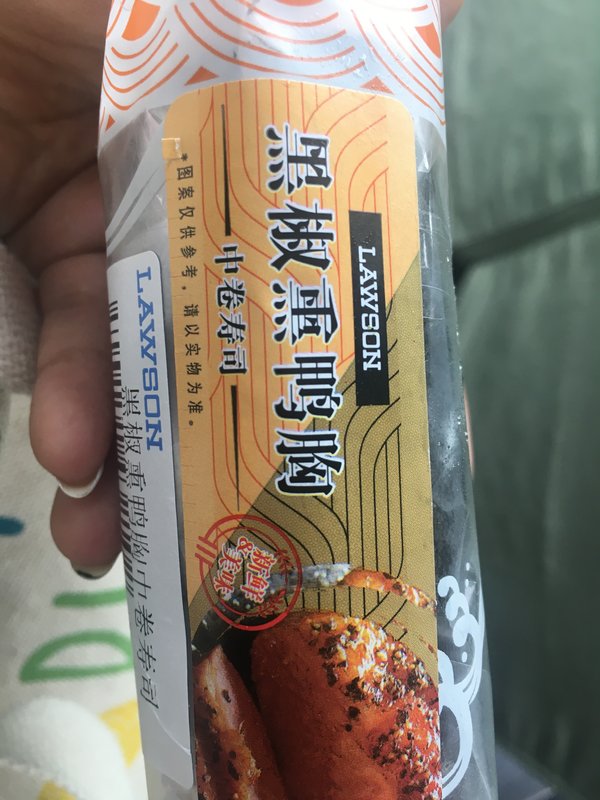 LAWSON
黑椒熏鸭胸
中卷寿司
*图案仅供参考，请以实物为准。
新鲜
&美味
LAWSON
黑椒熏鸭胸中卷寿司